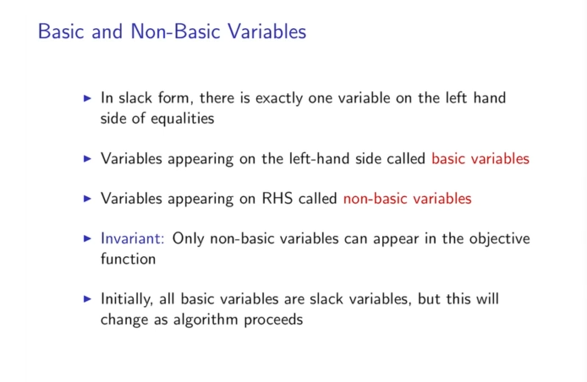 Basic and Non-Basic Variables
► In slack form, there is exactly one variable on the left hand
side of equalities
► Variables appearing on the left-hand side called basic variables
► Variables appearing on RHS called non-basic variables
► Invariant: Only non-basic variables can appear in the objective
function
► Initially, all basic variables are slack variables, but this will
change as algorithm proceeds